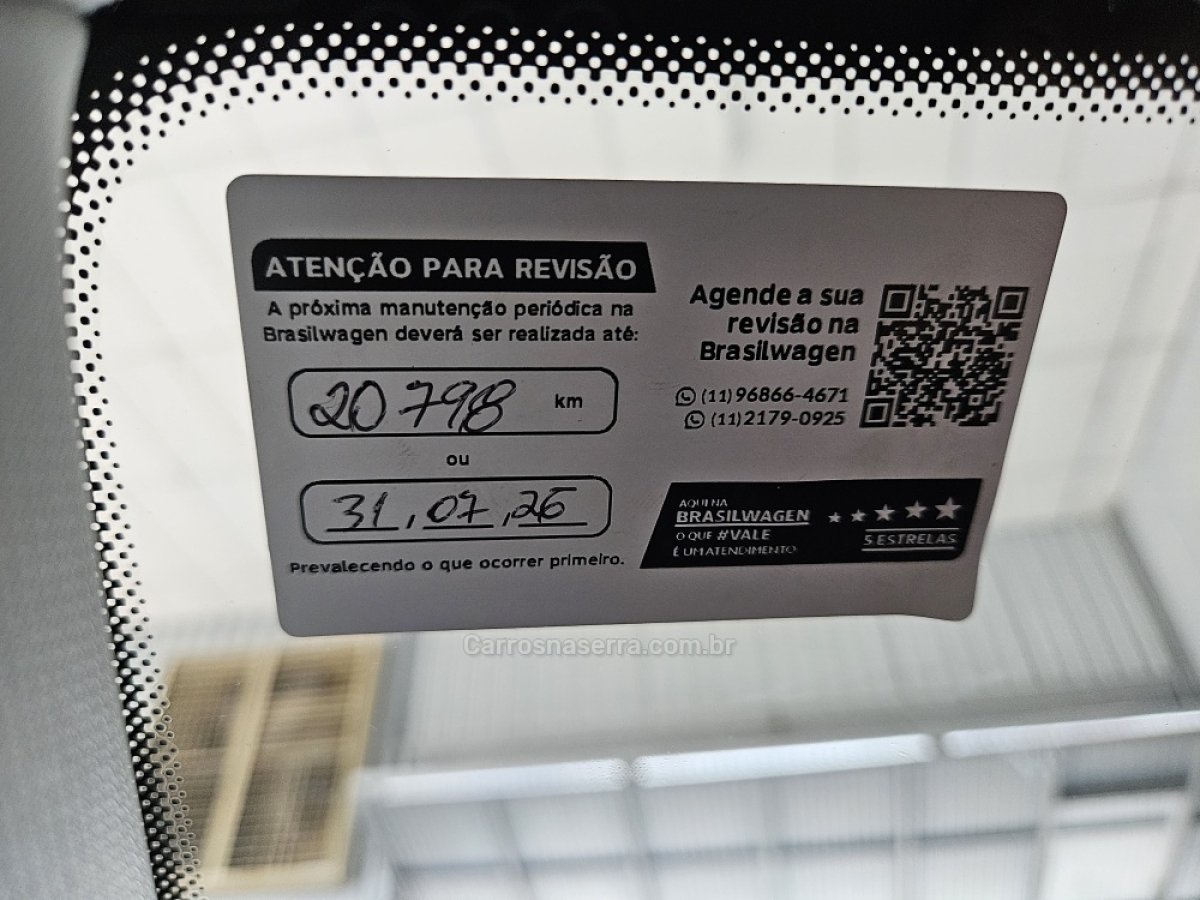 ATENÇÃO PARA REVISÃO
A próxima manutenção periódica na
Brasilwagen deverá ser realizada até:
20798 km
ou
31,07,26
Prevalecendo o que ocorrer primeiro.
Agende a sua
revisão na
Brasilwagen
(11) 96866-4671
(11) 2179-0925
AQUI NA
BRASILWAGEN
O QUE #VALE
É UM ATENDIMENTO
5 ESTRELAS
Carrosnaserra.com.br